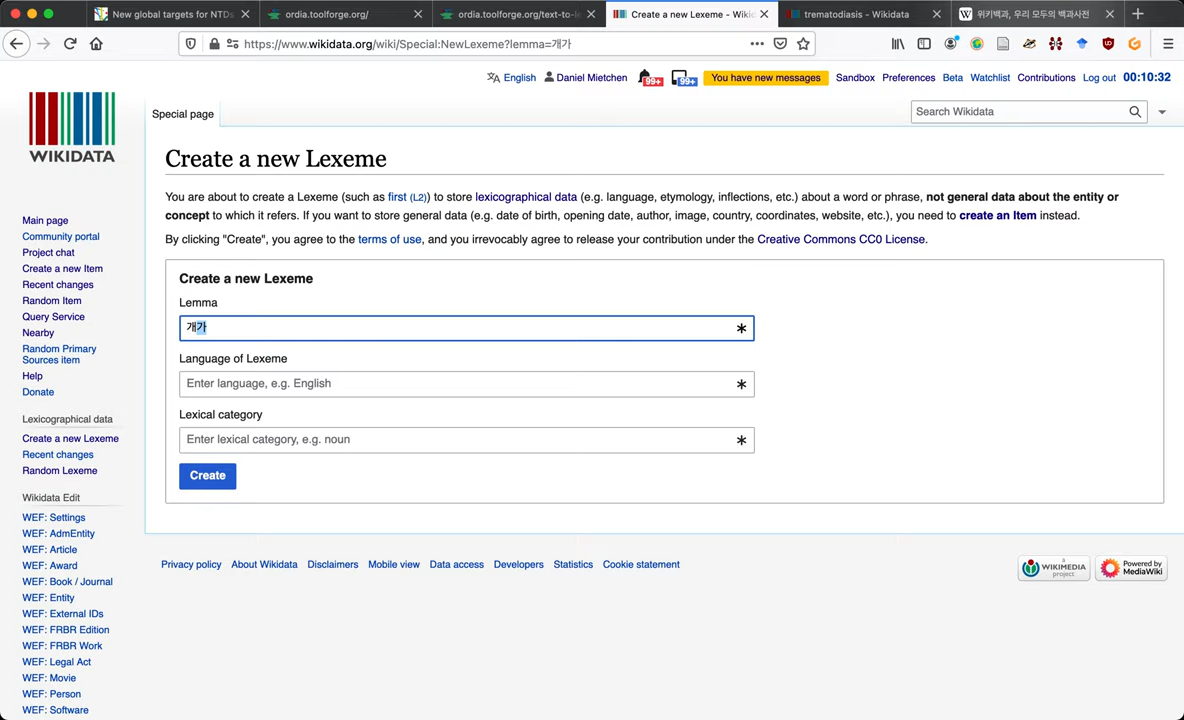 New global targets for NTDs
ordia.toolforge.org/
ordia.toolforge.org/text-to-le
Create a new Lexeme - Wikid
trematodiasis - Wikidata
위키백과, 우리 모두의 백과사전
https://www.wikidata.org/wiki/Special:NewLexeme?lemma=개가
English
Daniel Mietchen
99+
99+
You have new messages
Sandbox
Preferences
Beta
Watchlist
Contributions
Log out
00:10:32
WIKIDATA
Special page
Search Wikidata
Create a new Lexeme
You are about to create a Lexeme (such as first (L2)) to store lexicographical data (e.g. language, etymology, inflections, etc.) about a word or phrase, not general data about the entity or
concept to which it refers. If you want to store general data (e.g. date of birth, opening date, author, image, country, coordinates, website, etc.), you need to create an Item instead.
By clicking "Create", you agree to the terms of use, and you irrevocably agree to release your contribution under the Creative Commons CC0 License.
Create a new Lexeme
Lemma
개가
Language of Lexeme
Enter language, e.g. English
Lexical category
Enter lexical category, e.g. noun
Create
Main page
Community portal
Project chat
Create a new Item
Recent changes
Random Item
Query Service
Nearby
Random Primary
Sources item
Help
Donate
Lexicographical data
Create a new Lexeme
Recent changes
Random Lexeme
Wikidata Edit
WEF: Settings
WEF: AdmEntity
WEF: Article
WEF: Award
WEF: Book / Journal
WEF: Entity
WEF: External IDs
WEF: FRBR Edition
WEF: FRBR Work
WEF: Legal Act
WEF: Movie
WEF: Person
WEF: Software
Privacy policy
About Wikidata
Disclaimers
Mobile view
Data access
Developers
Statistics
Cookie statement
WIKIMEDIA
project
Powered by
MediaWiki